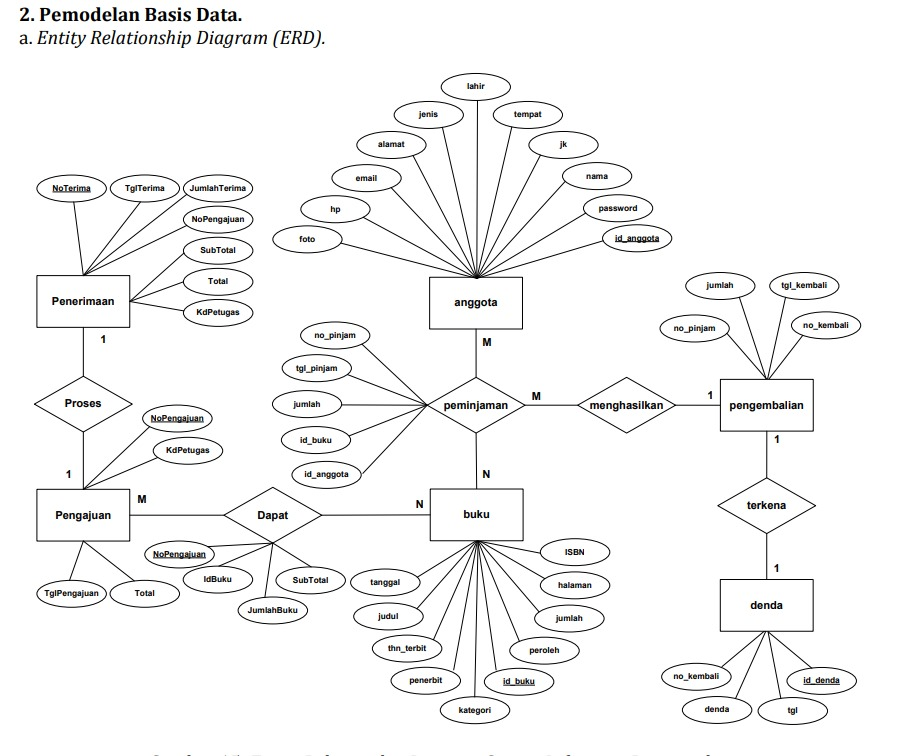 2. Pemodelan Basis Data.
a. Entity Relationship Diagram (ERD).
lahir
jenis
tempat
alamat
jk
email
nama
hp
password
foto
id_anggota
anggota
NoTerima
TglTerima
JumlahTerima
NoPengajuan
SubTotal
Total
KdPetugas
Penerimaan
1
Proses
1
NoPengajuan
KdPetugas
Pengajuan
TglPengajuan
Total
M
Dapat
N
NoPengajuan
IdBuku
JumlahBuku
SubTotal
M
no_pinjam
tgl_pinjam
jumlah
id_buku
id_anggota
peminjaman
M
menghasilkan
1
N
buku
ISBN
tanggal
halaman
judul
jumlah
thn_terbit
peroleh
penerbit
id_buku
kategori
jumlah
tgl_kembali
no_pinjam
no_kembali
pengembalian
1
terkena
1
denda
no_kembali
id_denda
denda
tgl